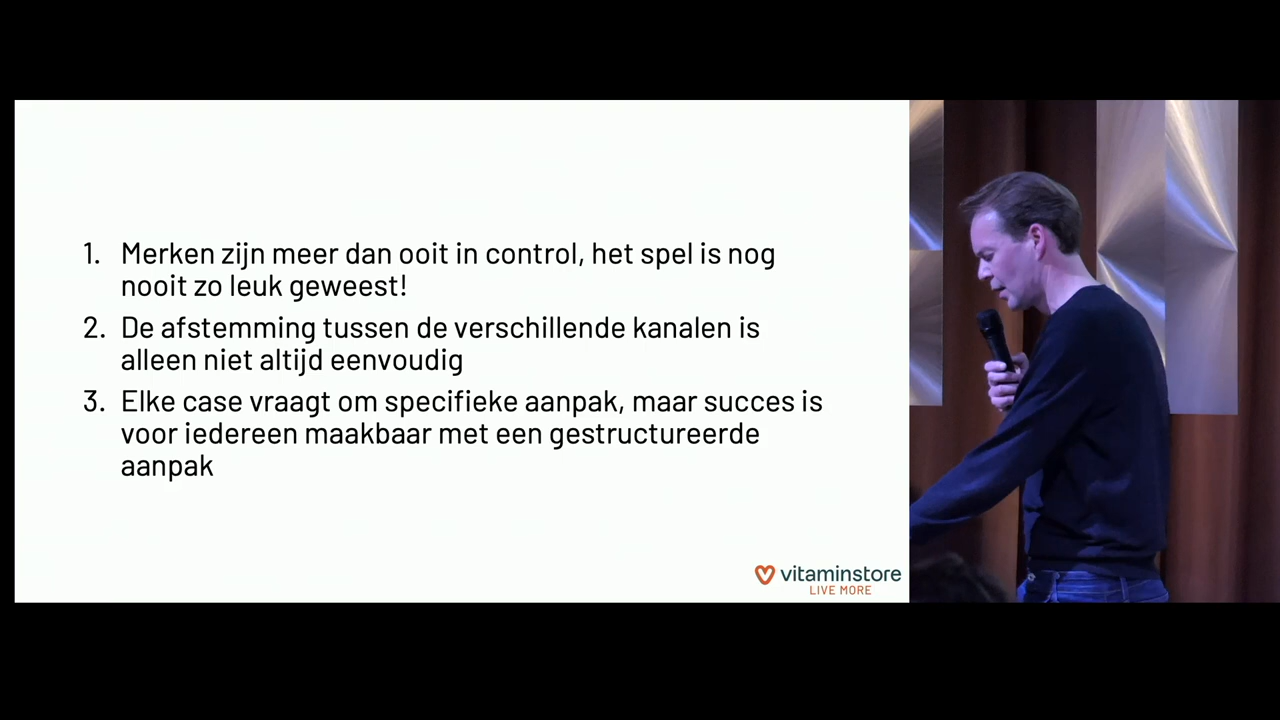 1. Merken zijn meer dan ooit in control, het spel is nog
nooit zo leuk geweest!
2. De afstemming tussen de verschillende kanalen is
alleen niet altijd eenvoudig
3. Elke case vraagt om specifieke aanpak, maar succes is
voor iedereen maakbaar met een gestructureerde
aanpak
vitaminstore
LIVE MORE